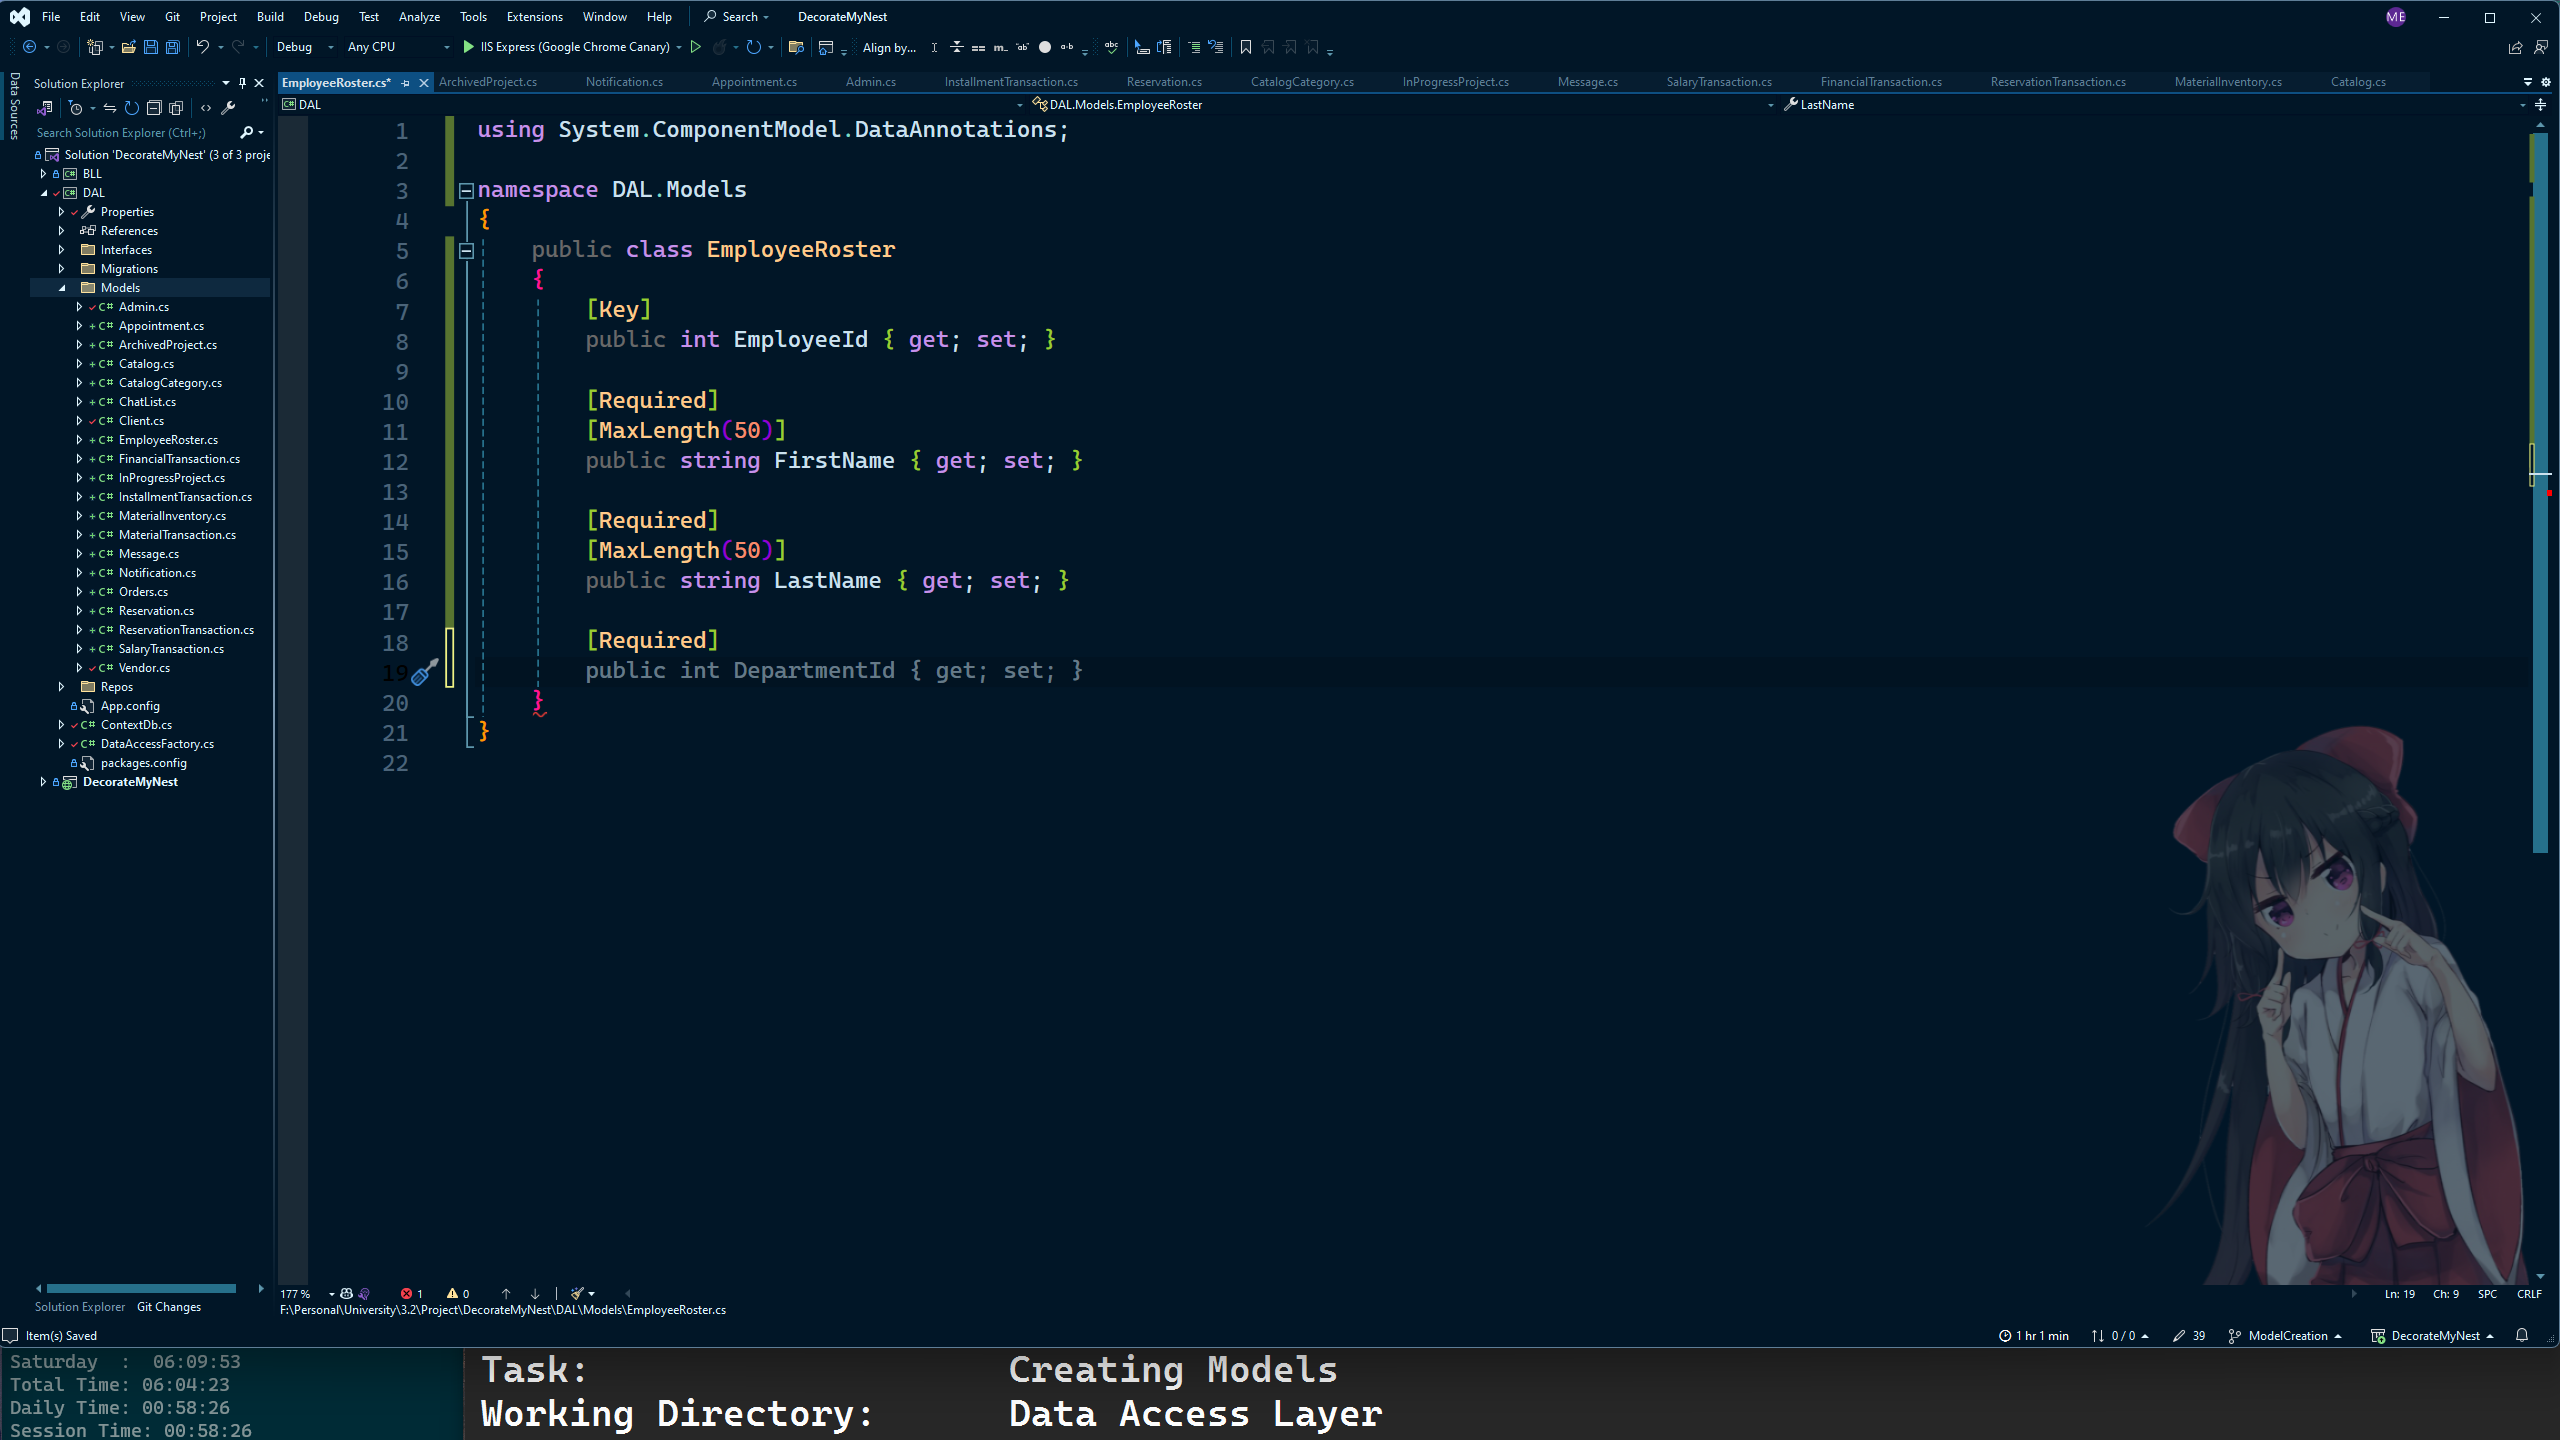 File Edit View Git Project Build Debug Test Analyze Tools Extensions Window Help Search DecorateMyNest ME
Debug Any CPU IIS Express (Google Chrome Canary) Align by...
Data Sources
Solution Explorer
Search Solution Explorer (Ctrl+;)
Solution 'DecorateMyNest' (3 of 3 proje
BLL
DAL
Properties
References
Interfaces
Migrations
Models
C# Admin.cs
C# Appointment.cs
C# ArchivedProject.cs
C# Catalog.cs
C# CatalogCategory.cs
C# ChatList.cs
C# Client.cs
C# EmployeeRoster.cs
C# FinancialTransaction.cs
C# InProgressProject.cs
C# InstallmentTransaction.cs
C# MaterialInventory.cs
C# MaterialTransaction.cs
C# Message.cs
C# Notification.cs
C# Orders.cs
C# Reservation.cs
C# ReservationTransaction.cs
C# SalaryTransaction.cs
C# Vendor.cs
Repos
App.config
C# ContextDb.cs
C# DataAccessFactory.cs
packages.config
DecorateMyNest
Solution Explorer Git Changes
EmployeeRoster.cs* ArchivedProject.cs Notification.cs Appointment.cs Admin.cs InstallmentTransaction.cs Reservation.cs CatalogCategory.cs InProgressProject.cs Message.cs SalaryTransaction.cs FinancialTransaction.cs ReservationTransaction.cs MaterialInventory.cs Catalog.cs
DAL DAL.Models.EmployeeRoster LastName
1 using System.ComponentModel.DataAnnotations;
2
3 namespace DAL.Models
4 {
5 public class EmployeeRoster
6 {
7 [Key]
8 public int EmployeeId { get; set; }
9
10 [Required]
11 [MaxLength(50)]
12 public string FirstName { get; set; }
13
14 [Required]
15 [MaxLength(50)]
16 public string LastName { get; set; }
17
18 [Required]
19 public int DepartmentId { get; set; }
20 }
21 }
22
177 % 1 0 Ln: 19 Ch: 9 SPC CRLF
F:\Personal\University\3.2\Project\DecorateMyNest\DAL\Models\EmployeeRoster.cs
Item(s) Saved 1 hr 1 min 0 / 0 39 ModelCreation DecorateMyNest
Saturday : 06:09:53
Total Time: 06:04:23
Daily Time: 00:58:26
Session Time: 00:58:26
Task: Creating Models
Working Directory: Data Access Layer